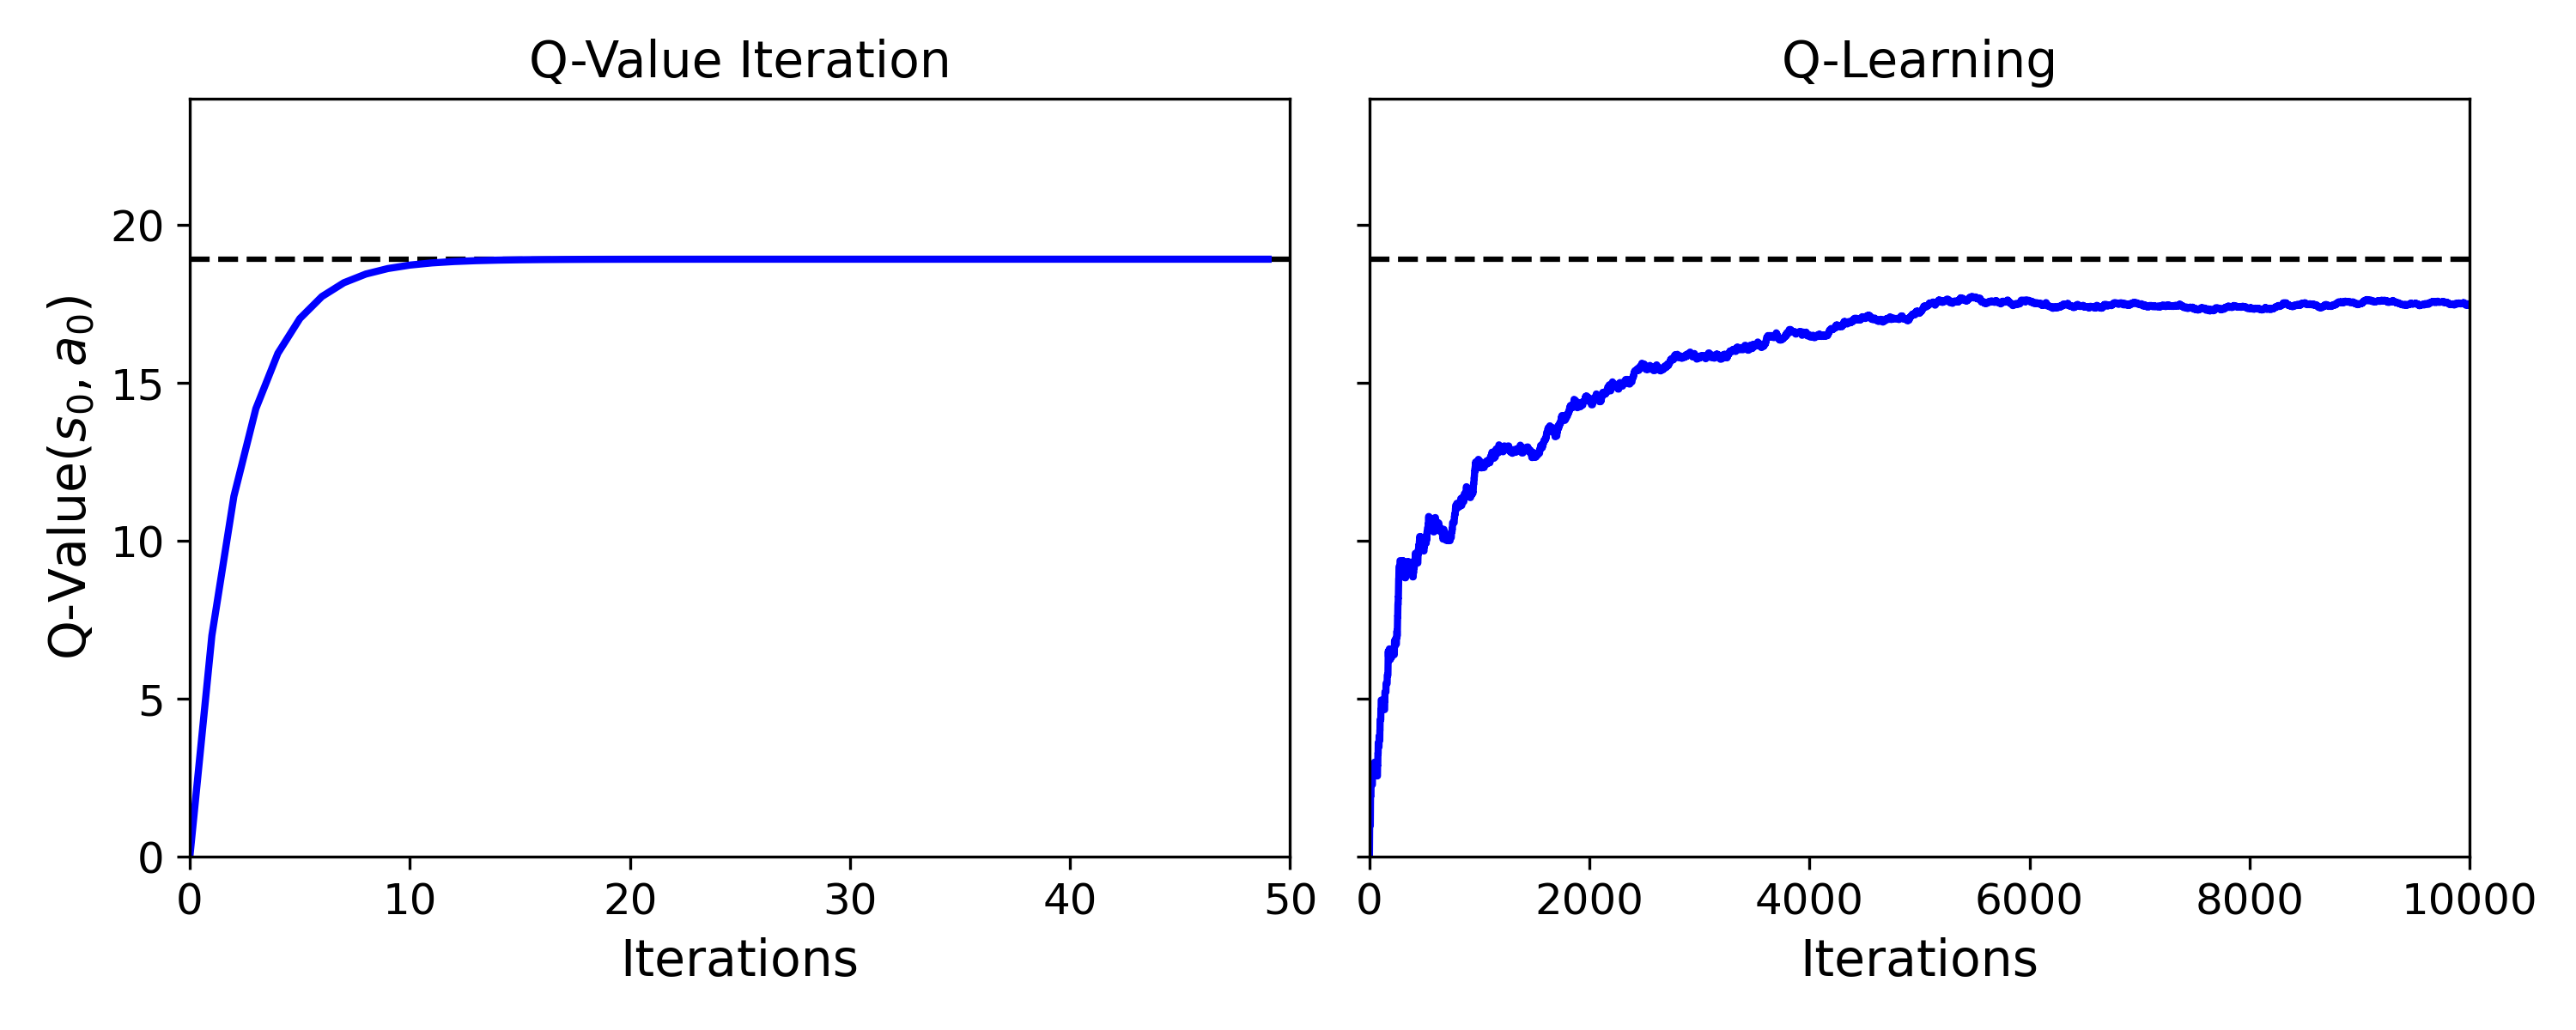 Q-Value Iteration
Q-Value(s₀, a₀)
20
15
10
5
0
0 10 20 30 40 50
Iterations
Q-Learning
0 2000 4000 6000 8000 10000
Iterations